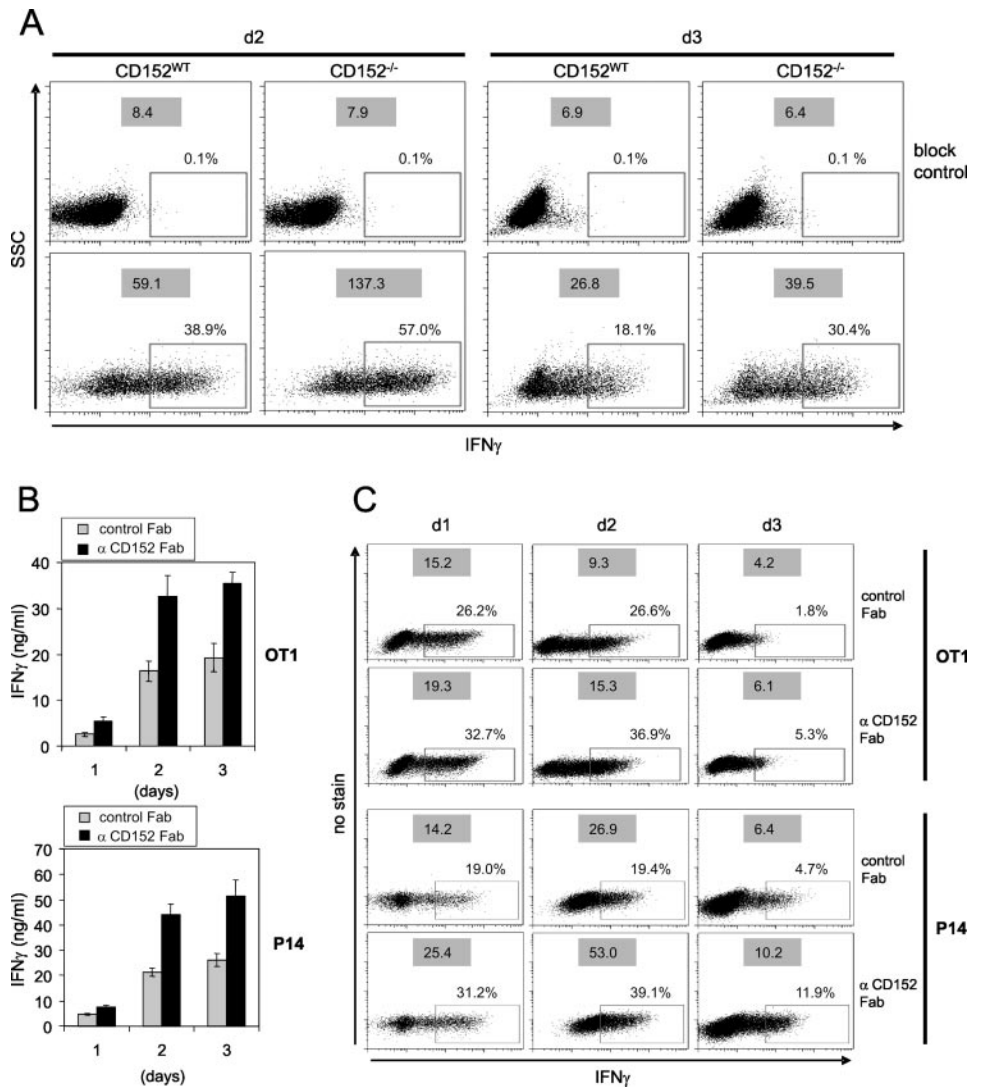 A
d2
d3
CD152WT
CD152-/-
CD152WT
CD152-/-
8.4
7.9
6.9
6.4
0.1%
0.1%
0.1%
0.1 %
block control
59.1
137.3
26.8
39.5
38.9%
57.0%
18.1%
30.4%
SSC
IFNγ
B
control Fab
α CD152 Fab
40
30
20
10
0
IFNγ (ng/ml)
1
2
3
(days)
OT1
control Fab
α CD152 Fab
70
60
50
40
30
20
10
0
IFNγ (ng/ml)
1
2
3
(days)
P14
C
d1
d2
d3
15.2
9.3
4.2
26.2%
26.6%
1.8%
control Fab
19.3
15.3
6.1
32.7%
36.9%
5.3%
α CD152 Fab
OT1
14.2
26.9
6.4
19.0%
19.4%
4.7%
control Fab
25.4
53.0
10.2
31.2%
39.1%
11.9%
α CD152 Fab
P14
no stain
IFNγ